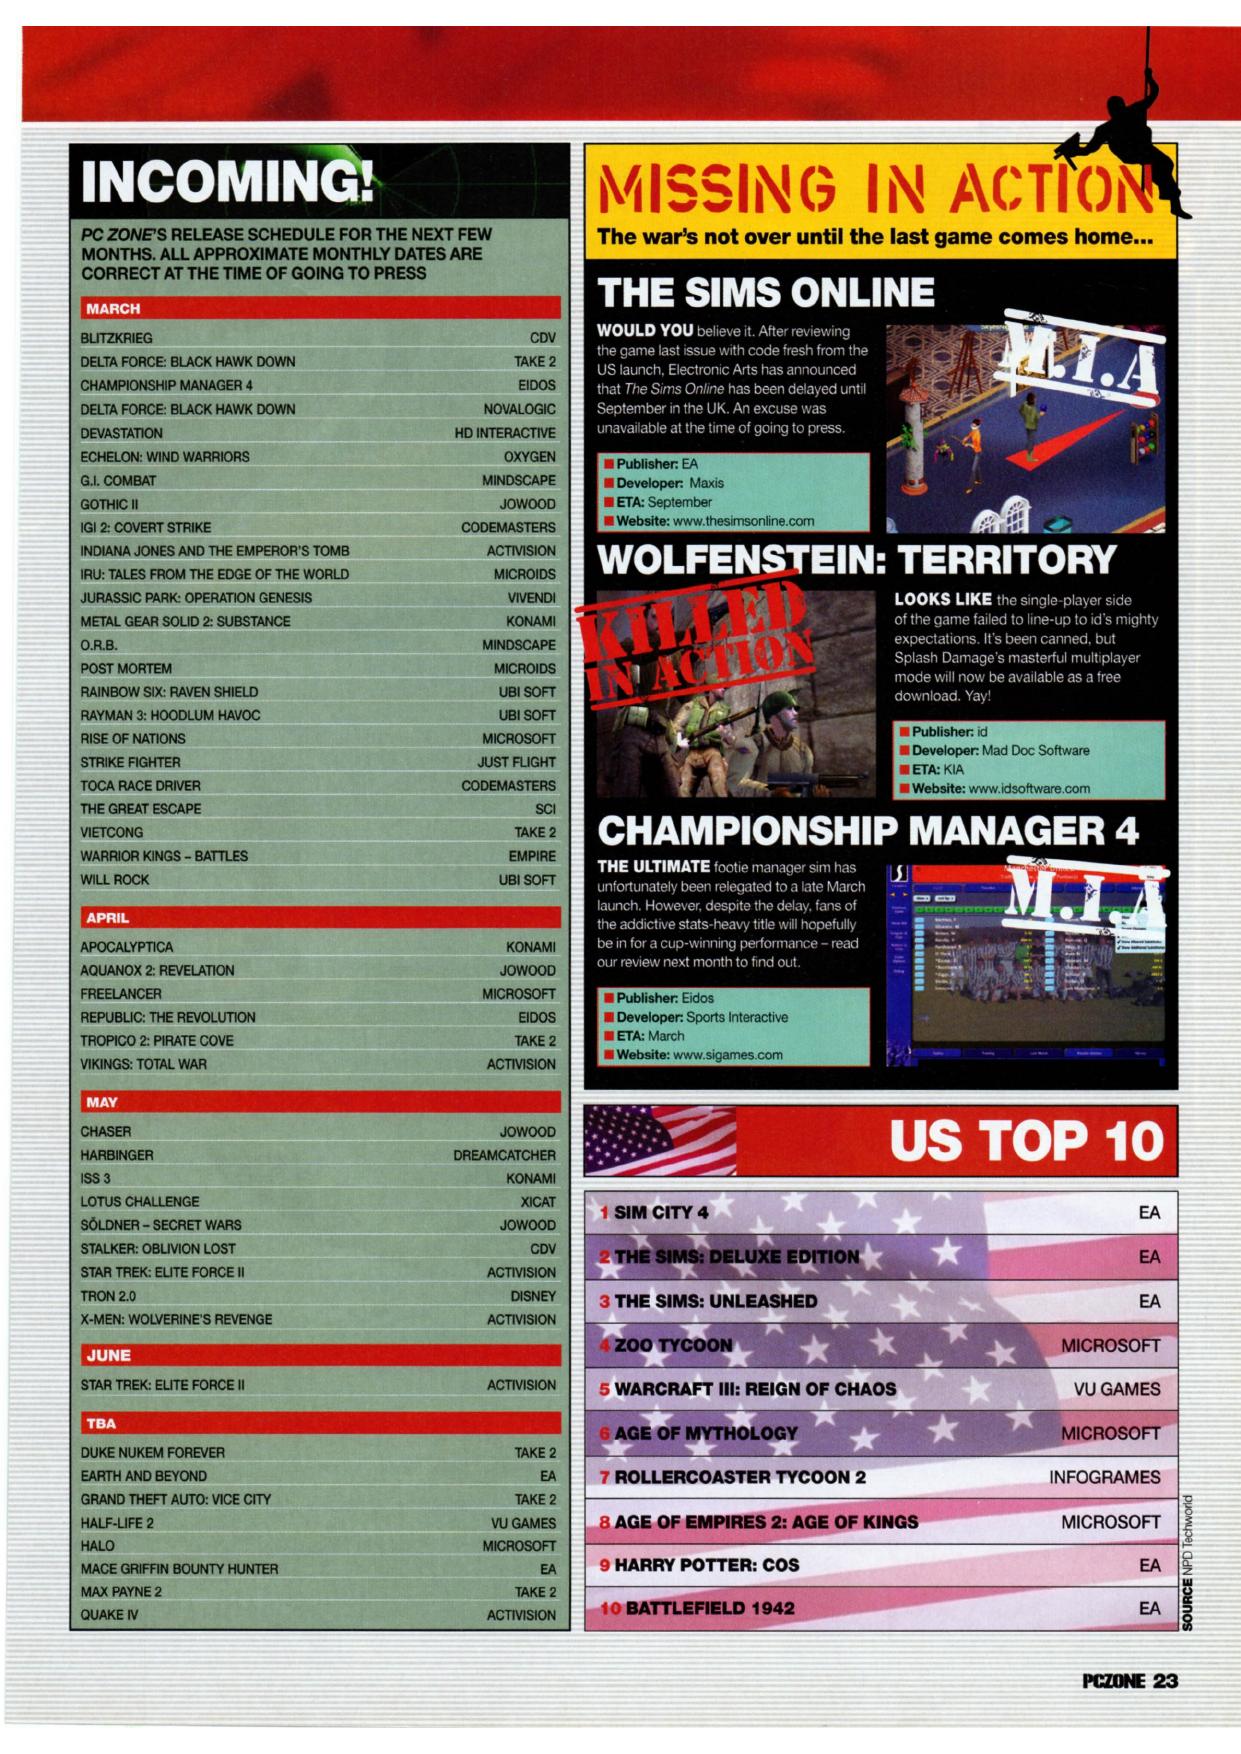 INCOMING!
PC ZONE'S RELEASE SCHEDULE FOR THE NEXT FEW
MONTHS. ALL APPROXIMATE MONTHLY DATES ARE
CORRECT AT THE TIME OF GOING TO PRESS
MARCH
BLITZKRIEG CDV
DELTA FORCE: BLACK HAWK DOWN TAKE 2
CHAMPIONSHIP MANAGER 4 EIDOS
DELTA FORCE: BLACK HAWK DOWN NOVALOGIC
DEVASTATION HD INTERACTIVE
ECHELON: WIND WARRIORS OXYGEN
G.I. COMBAT MINDSCAPE
GOTHIC II JOWOOD
IGI 2: COVERT STRIKE CODEMASTERS
INDIANA JONES AND THE EMPEROR'S TOMB ACTIVISION
IRU: TALES FROM THE EDGE OF THE WORLD MICROIDS
JURASSIC PARK: OPERATION GENESIS VIVENDI
METAL GEAR SOLID 2: SUBSTANCE KONAMI
O.R.B. MINDSCAPE
POST MORTEM MICROIDS
RAINBOW SIX: RAVEN SHIELD UBI SOFT
RAYMAN 3: HOODLUM HAVOC UBI SOFT
RISE OF NATIONS MICROSOFT
STRIKE FIGHTER JUST FLIGHT
TOCA RACE DRIVER CODEMASTERS
THE GREAT ESCAPE SCI
VIETCONG TAKE 2
WARRIOR KINGS – BATTLES EMPIRE
WILL ROCK UBI SOFT
APRIL
APOCALYPTICA KONAMI
AQUANOX 2: REVELATION JOWOOD
FREELANCER MICROSOFT
REPUBLIC: THE REVOLUTION EIDOS
TROPICO 2: PIRATE COVE TAKE 2
VIKINGS: TOTAL WAR ACTIVISION
MAY
CHASER JOWOOD
HARBINGER DREAMCATCHER
ISS 3 KONAMI
LOTUS CHALLENGE XICAT
SÖLDNER – SECRET WARS JOWOOD
STALKER: OBLIVION LOST CDV
STAR TREK: ELITE FORCE II ACTIVISION
TRON 2.0 DISNEY
X-MEN: WOLVERINE'S REVENGE ACTIVISION
JUNE
STAR TREK: ELITE FORCE II ACTIVISION
TBA
DUKE NUKEM FOREVER TAKE 2
EARTH AND BEYOND EA
GRAND THEFT AUTO: VICE CITY TAKE 2
HALF-LIFE 2 VU GAMES
HALO MICROSOFT
MACE GRIFFIN BOUNTY HUNTER EA
MAX PAYNE 2 TAKE 2
QUAKE IV ACTIVISION
MISSING IN ACTION
The war's not over until the last game comes home...
THE SIMS ONLINE
WOULD YOU believe it. After reviewing
the game last issue with code fresh from the
US launch, Electronic Arts has announced
that The Sims Online has been delayed until
September in the UK. An excuse was
unavailable at the time of going to press.
M.I.A
Publisher: EA
Developer: Maxis
ETA: September
Website: www.thesimsonline.com
WOLFENSTEIN: TERRITORY
KILLED
IN ACTION
LOOKS LIKE the single-player side
of the game failed to line-up to id's mighty
expectations. It's been canned, but
Splash Damage's masterful multiplayer
mode will now be available as a free
download. Yay!
Publisher: id
Developer: Mad Doc Software
ETA: KIA
Website: www.idsoftware.com
CHAMPIONSHIP MANAGER 4
THE ULTIMATE footie manager sim has
unfortunately been relegated to a late March
launch. However, despite the delay, fans of
the addictive stats-heavy title will hopefully
be in for a cup-winning performance – read
our review next month to find out.
M.I.A
Publisher: Eidos
Developer: Sports Interactive
ETA: March
Website: www.sigames.com
US TOP 10
1 SIM CITY 4 EA
2 THE SIMS: DELUXE EDITION EA
3 THE SIMS: UNLEASHED EA
4 ZOO TYCOON MICROSOFT
5 WARCRAFT III: REIGN OF CHAOS VU GAMES
6 AGE OF MYTHOLOGY MICROSOFT
7 ROLLERCOASTER TYCOON 2 INFOGRAMES
8 AGE OF EMPIRES 2: AGE OF KINGS MICROSOFT
9 HARRY POTTER: COS EA
10 BATTLEFIELD 1942 EA
SOURCE NPD Techworld
PCZONE 23